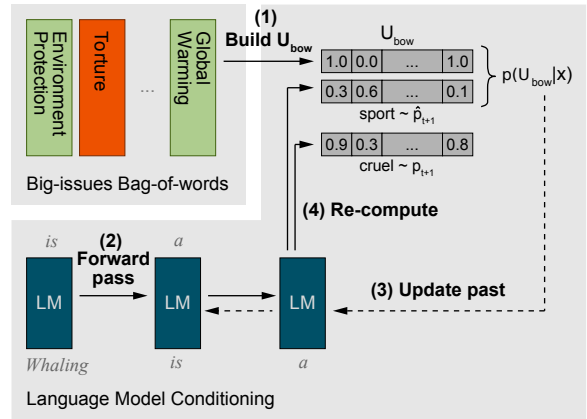 (1)
Build U_bow
U_bow
Environment
Protection
Torture
...
Global
Warming
1.0 0.0 ... 1.0
0.3 0.6 ... 0.1
p(U_bow|x)
sport ~ p̂_t+1
0.9 0.3 ... 0.8
cruel ~ p_t+1
Big-issues Bag-of-words
(4) Re-compute
is
(2)
Forward
pass
a
LM
LM
LM
(3) Update past
Whaling
is
a
Language Model Conditioning